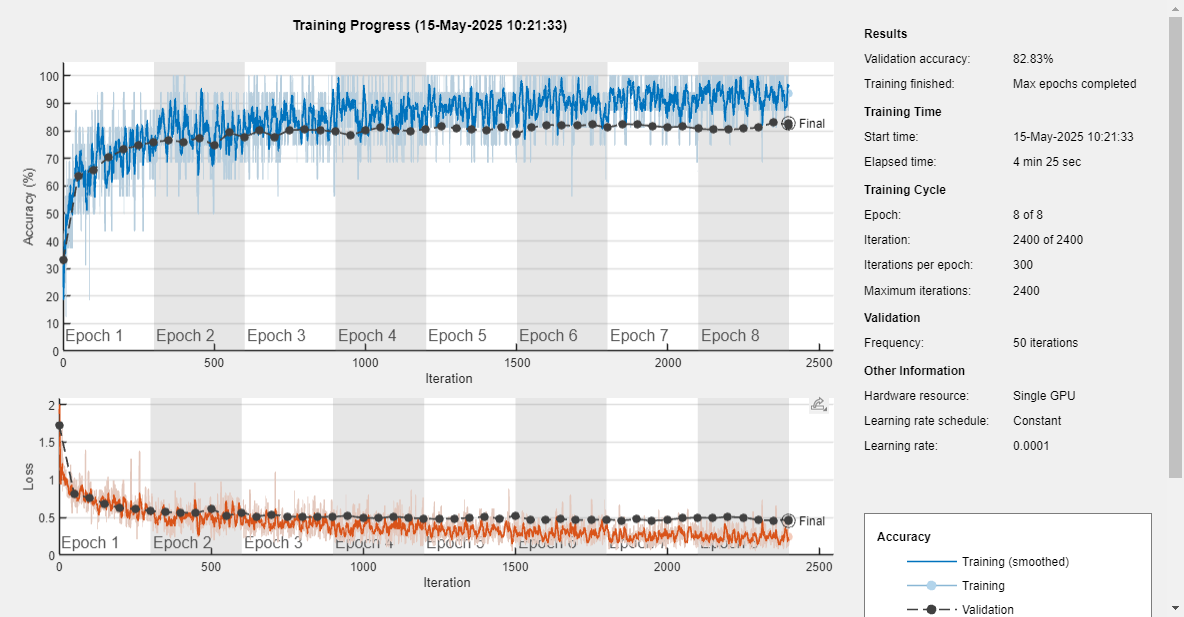 Training Progress (15-May-2025 10:21:33)
Accuracy (%)
100
90
80
70
60
50
40
30
20
10
0
Final
Epoch 1 Epoch 2 Epoch 3 Epoch 4 Epoch 5 Epoch 6 Epoch 7 Epoch 8
0 500 1000 1500 2000 2500
Iteration
Loss
2
1.5
1
0.5
0
Final
Epoch 1 Epoch 2 Epoch 3 Epoch 4 Epoch 5 Epoch 6
0 500 1000 1500 2000 2500
Iteration
Results
Validation accuracy: 82.83%
Training finished: Max epochs completed
Training Time
Start time: 15-May-2025 10:21:33
Elapsed time: 4 min 25 sec
Training Cycle
Epoch: 8 of 8
Iteration: 2400 of 2400
Iterations per epoch: 300
Maximum iterations: 2400
Validation
Frequency: 50 iterations
Other Information
Hardware resource: Single GPU
Learning rate schedule: Constant
Learning rate: 0.0001
Accuracy
Training (smoothed)
Training
Validation